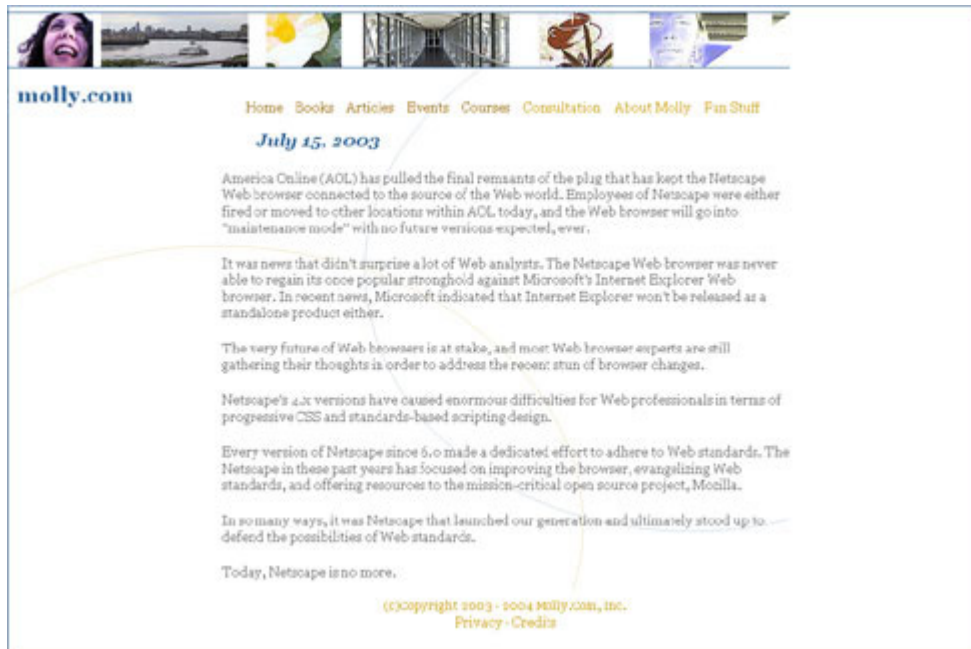 molly.com
Home Books Articles Events Courses Consultation About Molly Fun Stuff
July 15, 2003
America Online (AOL) has pulled the final remnants of the plug that has kept the Netscape
Web browser connected to the source of the Web world. Employees of Netscape were either
fired or moved to other locations within AOL today, and the Web browser will go into
"maintenance mode" with no future versions expected, ever.
It was news that didn't surprise a lot of Web analysts. The Netscape Web browser was never
able to regain its once popular stronghold against Microsoft's Internet Explorer Web
browser. In recent news, Microsoft indicated that Internet Explorer won't be released as a
standalone product either.
The very future of Web browsers is at stake, and most Web browser experts are still
gathering their thoughts in order to address the recent stun of browser changes.
Netscape's 4.x versions have caused enormous difficulties for Web professionals in terms of
progressive CSS and standards-based scripting design.
Every version of Netscape since 6.0 made a dedicated effort to adhere to Web standards. The
Netscape in these past years has focused on improving the browser, evangelizing Web
standards, and offering resources to the mission-critical open source project, Mozilla.
In so many ways, it was Netscape that launched our generation and ultimately stood up to
defend the possibilities of Web standards.
Today, Netscape is no more.
(c)Copyright 2003 - 2004 Molly.Com, Inc.
Privacy - Credits